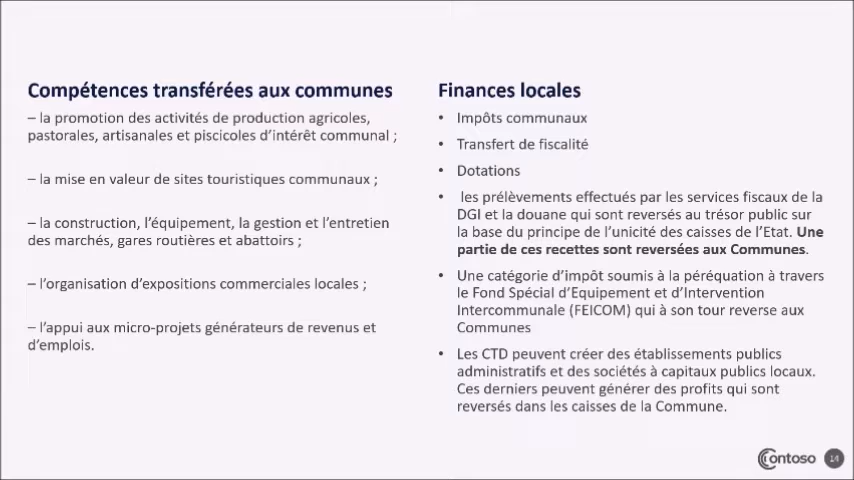 Compétences transférées aux communes
– la promotion des activités de production agricoles,
pastorales, artisanales et piscicoles d’intérêt communal ;
– la mise en valeur de sites touristiques communaux ;
– la construction, l’équipement, la gestion et l’entretien
des marchés, gares routières et abattoirs ;
– l’organisation d’expositions commerciales locales ;
– l’appui aux micro-projets générateurs de revenus et
d’emplois.
Finances locales
• Impôts communaux
• Transfert de fiscalité
• Dotations
• les prélèvements effectués par les services fiscaux de la
DGI et la douane qui sont reversés au trésor public sur
la base du principe de l’unicité des caisses de l’Etat. Une
partie de ces recettes sont reversées aux Communes.
• Une catégorie d’impôt soumis à la péréquation à travers
le Fond Spécial d’Equipement et d’Intervention
Intercommunale (FEICOM) qui à son tour reverse aux
Communes
• Les CTD peuvent créer des établissements publics
administratifs et des sociétés à capitaux publics locaux.
Ces derniers peuvent générer des profits qui sont
reversés dans les caisses de la Commune.
Contoso
14